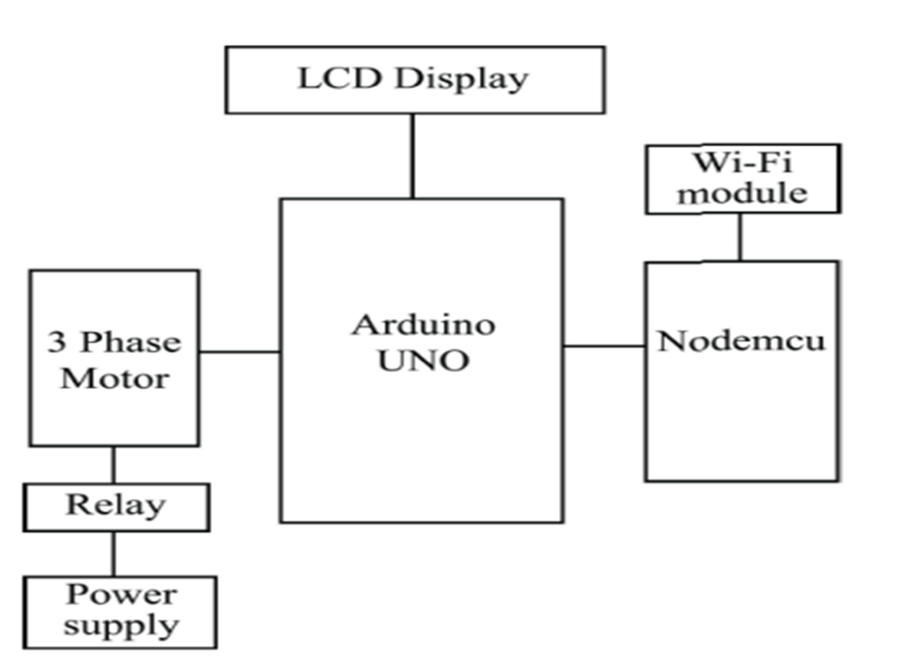 LCD Display
Wi-Fi
module
Arduino
UNO
Nodemcu
3 Phase
Motor
Relay
Power
supply